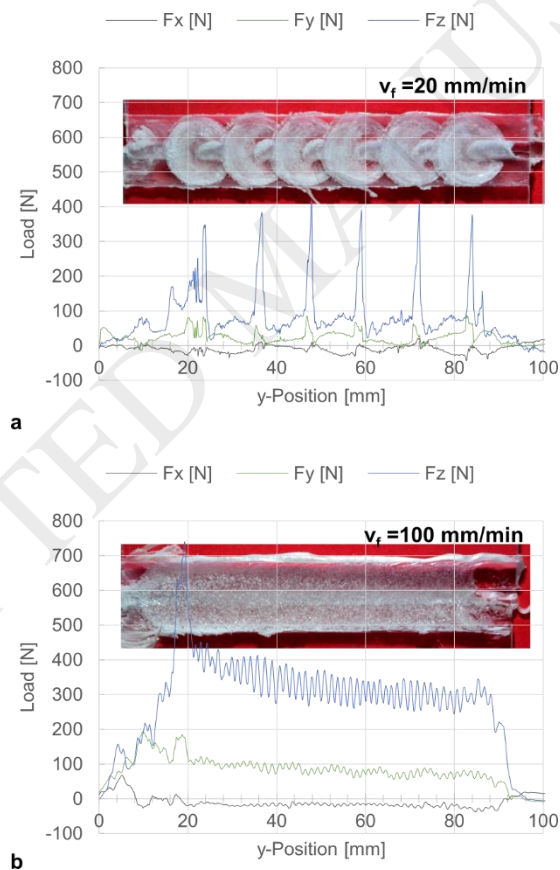 Fx [N] Fy [N] Fz [N]
800
700
600
500
400
300
200
100
0
-100
Load [N]
v_f =20 mm/min
0 20 40 60 80 100
y-Position [mm]
a
Fx [N] Fy [N] Fz [N]
800
700
600
500
400
300
200
100
0
-100
Load [N]
v_f =100 mm/min
0 20 40 60 80 100
y-Position [mm]
b